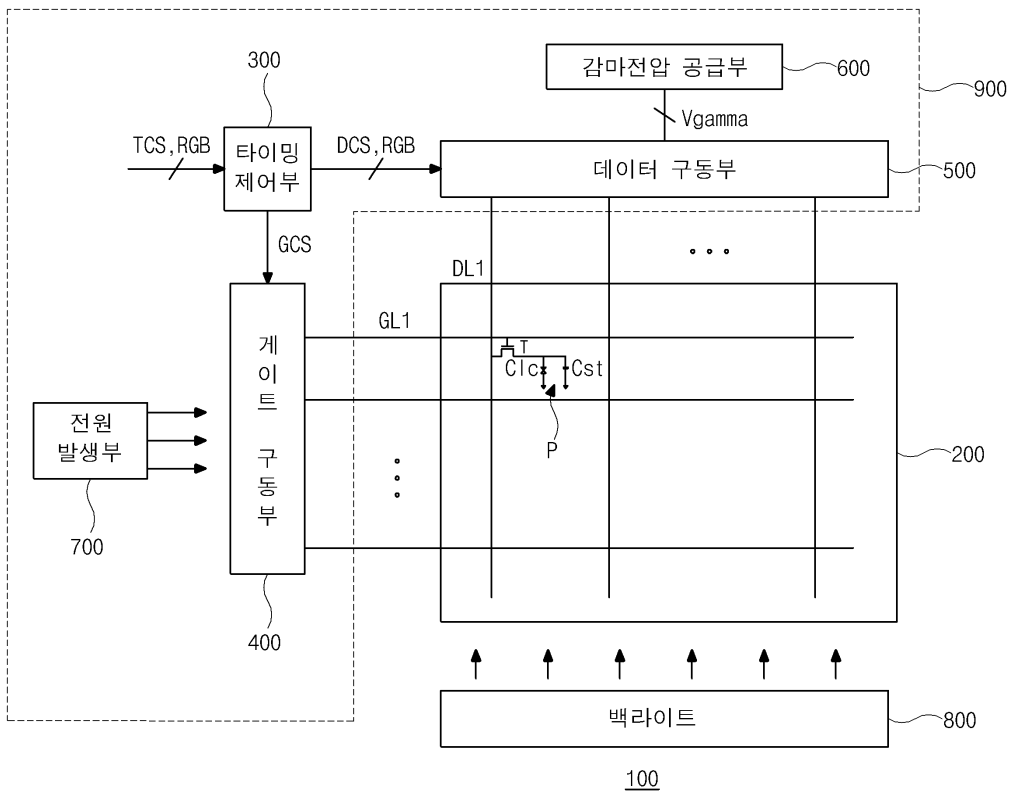 300
감마전압 공급부
600
900
Vgamma
TCS,RGB
타이밍
제어부
DCS,RGB
데이터 구동부
500
GCS
DL1
GL1
게이트 구동부
T
Clc
Cst
P
전원
발생부
200
700
400
백라이트
800
100